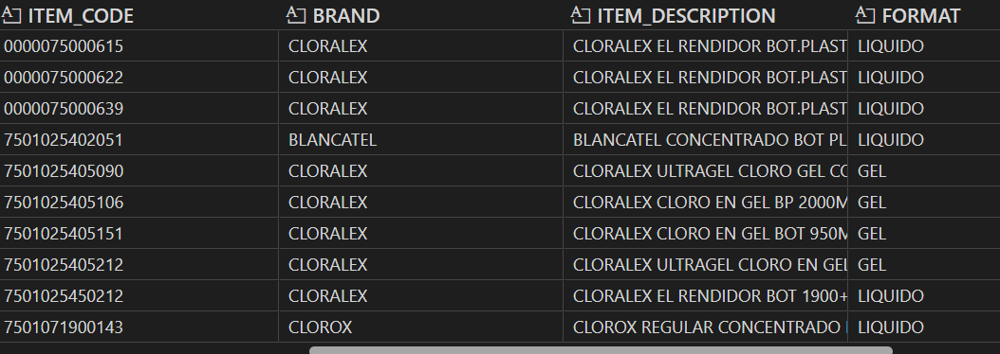 ITEM_CODE BRAND ITEM_DESCRIPTION FORMAT
0000075000615 CLORALEX CLORALEX EL RENDIDOR BOT.PLAST LIQUIDO
0000075000622 CLORALEX CLORALEX EL RENDIDOR BOT.PLAST LIQUIDO
0000075000639 CLORALEX CLORALEX EL RENDIDOR BOT.PLAST LIQUIDO
7501025402051 BLANCATEL BLANCATEL CONCENTRADO BOT PL LIQUIDO
7501025405090 CLORALEX CLORALEX ULTRAGEL CLORO GEL CO GEL
7501025405106 CLORALEX CLORALEX CLORO EN GEL BP 2000M GEL
7501025405151 CLORALEX CLORALEX CLORO EN GEL BOT 950M GEL
7501025405212 CLORALEX CLORALEX ULTRAGEL CLORO EN GEL GEL
7501025450212 CLORALEX CLORALEX EL RENDIDOR BOT 1900+ LIQUIDO
7501071900143 CLOROX CLOROX REGULAR CONCENTRADO LIQUIDO